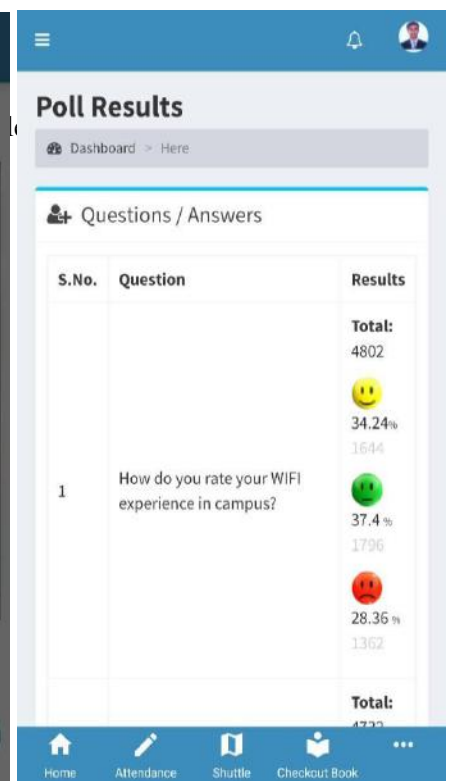 Poll Results
Dashboard > Here
Questions / Answers
S.No. Question Results
Total:
4802
34.24%
1644
1 How do you rate your WIFI
experience in campus?
37.4 %
1796
28.36 %
1362
Total:
Home Attendance Shuttle Checkout Book